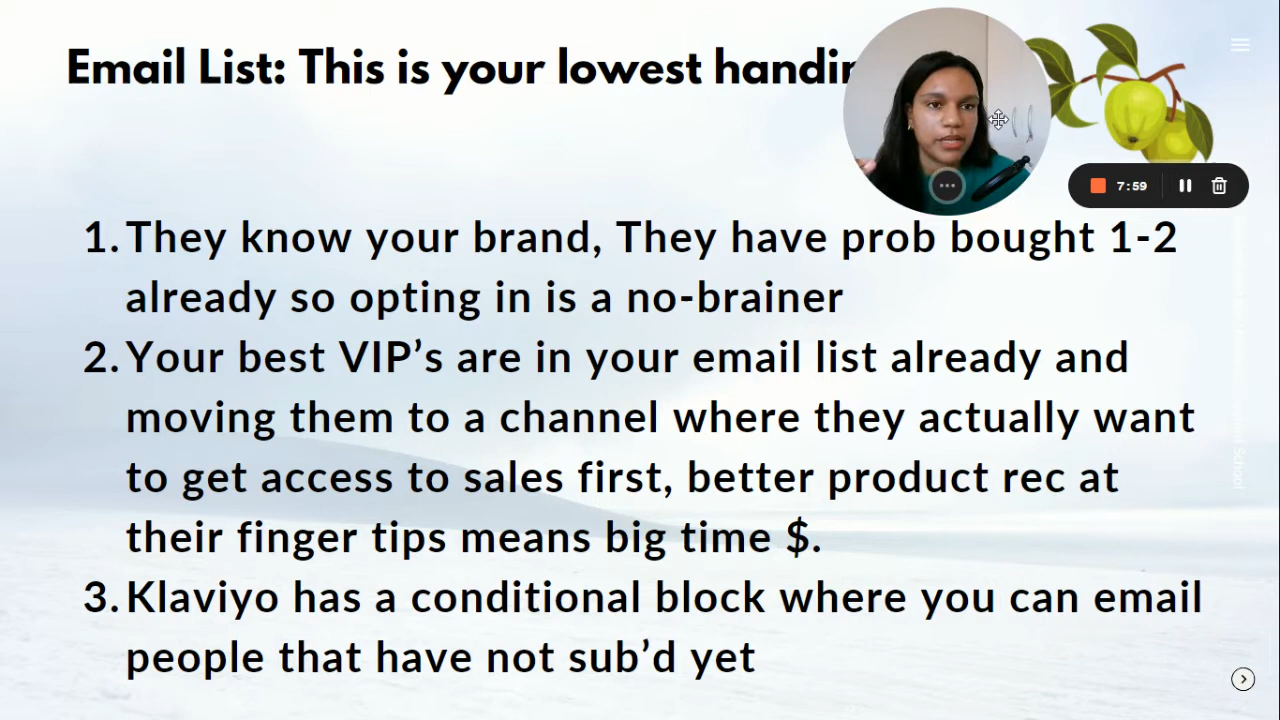 Email List: This is your lowest handin
7:59
1. They know your brand, They have prob bought 1-2
already so opting in is a no-brainer
2. Your best VIP’s are in your email list already and
moving them to a channel where they actually want
to get access to sales first, better product rec at
their finger tips means big time $.
3. Klaviyo has a conditional block where you can email
people that have not sub’d yet
School